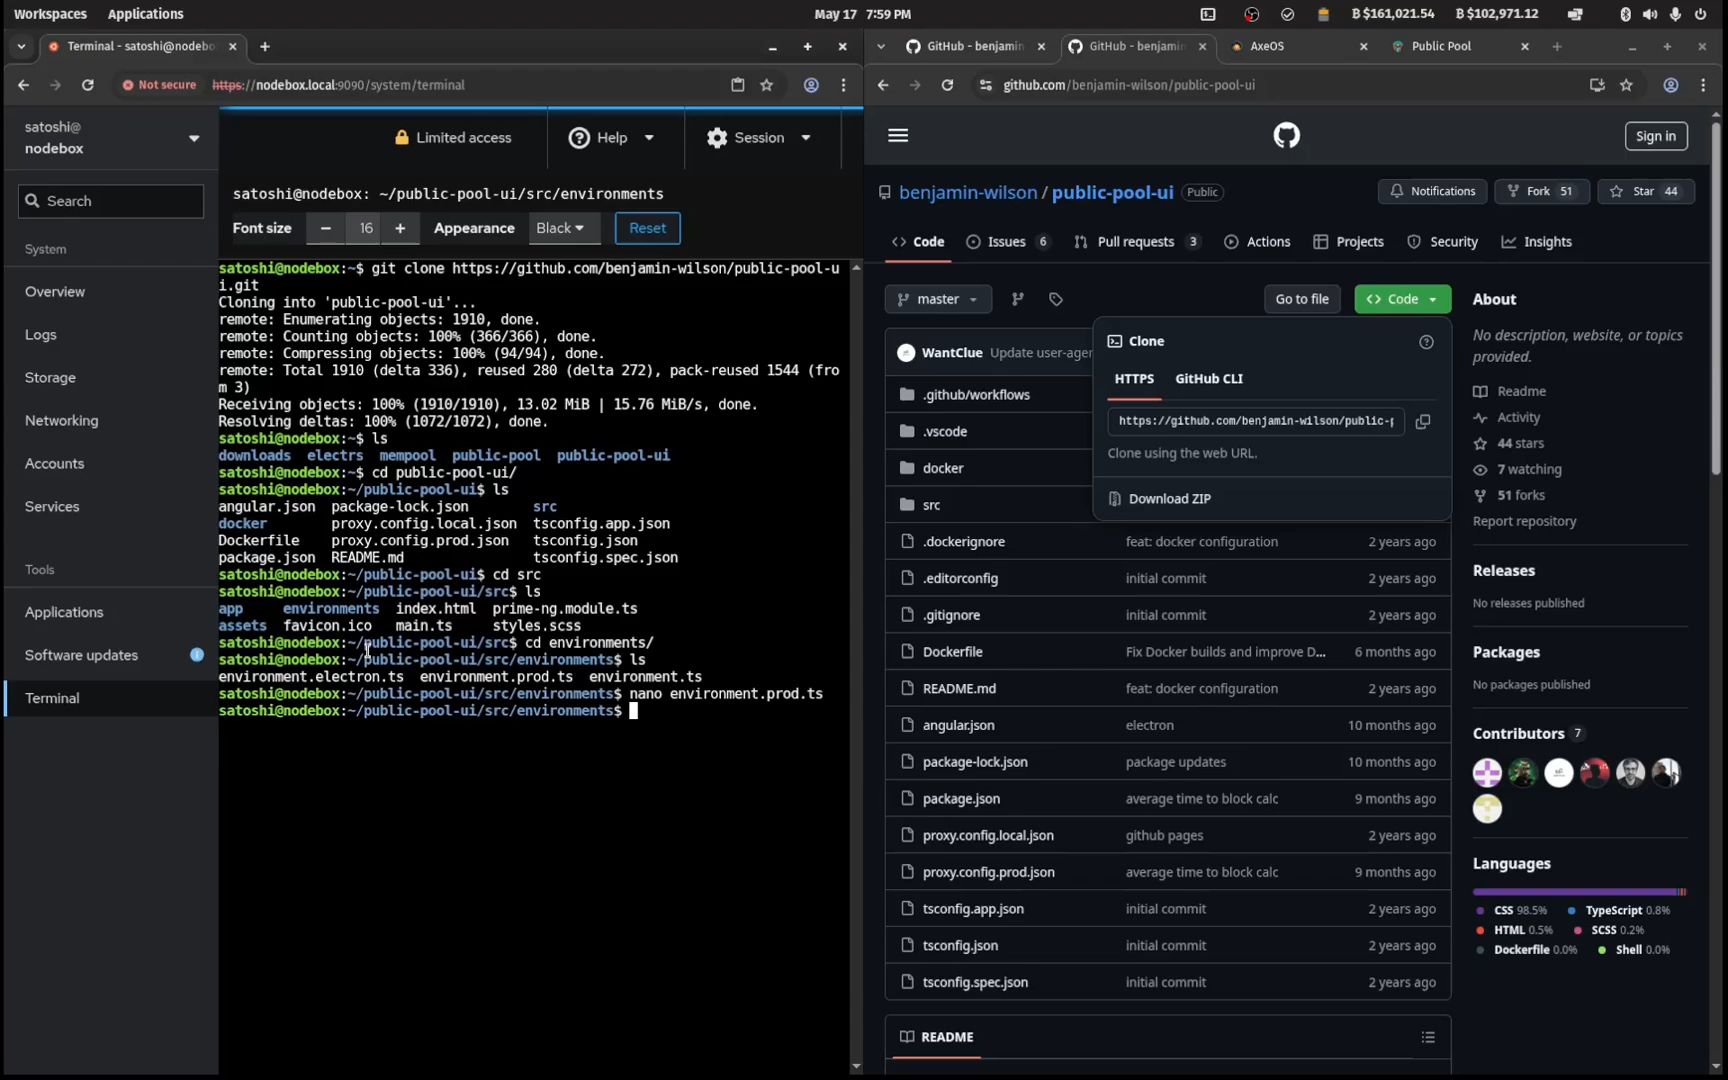 Workspaces Applications May 17 7:59 PM ₿ $161,021.54 ₿ $102,971.12
Terminal - satoshi@nodebo
Not secure https://nodebox.local:9090/system/terminal
satoshi@
nodebox
Limited access Help Session
Search
satoshi@nodebox: ~/public-pool-ui/src/environments
Font size 16 Appearance Black Reset
System
Overview
Logs
Storage
Networking
Accounts
Services
Tools
Applications
Software updates
Terminal
satoshi@nodebox:~$ git clone https://github.com/benjamin-wilson/public-pool-u
i.git
Cloning into 'public-pool-ui'...
remote: Enumerating objects: 1910, done.
remote: Counting objects: 100% (366/366), done.
remote: Compressing objects: 100% (94/94), done.
remote: Total 1910 (delta 336), reused 280 (delta 272), pack-reused 1544 (fro
m 3)
Receiving objects: 100% (1910/1910), 13.02 MiB | 15.76 MiB/s, done.
Resolving deltas: 100% (1072/1072), done.
satoshi@nodebox:~$ ls
downloads electrs mempool public-pool public-pool-ui
satoshi@nodebox:~$ cd public-pool-ui/
satoshi@nodebox:~/public-pool-ui$ ls
angular.json package-lock.json src
docker proxy.config.local.json tsconfig.app.json
Dockerfile proxy.config.prod.json tsconfig.json
package.json README.md tsconfig.spec.json
satoshi@nodebox:~/public-pool-ui$ cd src
satoshi@nodebox:~/public-pool-ui/src$ ls
app environments index.html prime-ng.module.ts
assets favicon.ico main.ts styles.scss
satoshi@nodebox:~/public-pool-ui/src$ cd environments/
satoshi@nodebox:~/public-pool-ui/src/environments$ ls
environment.electron.ts environment.prod.ts environment.ts
satoshi@nodebox:~/public-pool-ui/src/environments$ nano environment.prod.ts
satoshi@nodebox:~/public-pool-ui/src/environments$
GitHub - benjamin GitHub - benjamin AxeOS Public Pool
github.com/benjamin-wilson/public-pool-ui
Sign in
benjamin-wilson / public-pool-ui Public Notifications Fork 51 Star 44
Code Issues 6 Pull requests 3 Actions Projects Security Insights
master Go to file Code
WantClue Update user-agen
Clone
HTTPS GitHub CLI
https://github.com/benjamin-wilson/public-p
Clone using the web URL.
Download ZIP
.github/workflows
.vscode
docker
src
.dockerignore feat: docker configuration 2 years ago
.editorconfig initial commit 2 years ago
.gitignore initial commit 2 years ago
Dockerfile Fix Docker builds and improve D... 6 months ago
README.md feat: docker configuration 2 years ago
angular.json electron 10 months ago
package-lock.json package updates 10 months ago
package.json average time to block calc 9 months ago
proxy.config.local.json github pages 2 years ago
proxy.config.prod.json average time to block calc 9 months ago
tsconfig.app.json initial commit 2 years ago
tsconfig.json initial commit 2 years ago
tsconfig.spec.json initial commit 2 years ago
README
About
No description, website, or topics
provided.
Readme
Activity
44 stars
7 watching
51 forks
Report repository
Releases
No releases published
Packages
No packages published
Contributors 7
Languages
CSS 98.5% TypeScript 0.8%
HTML 0.5% SCSS 0.2%
Dockerfile 0.0% Shell 0.0%